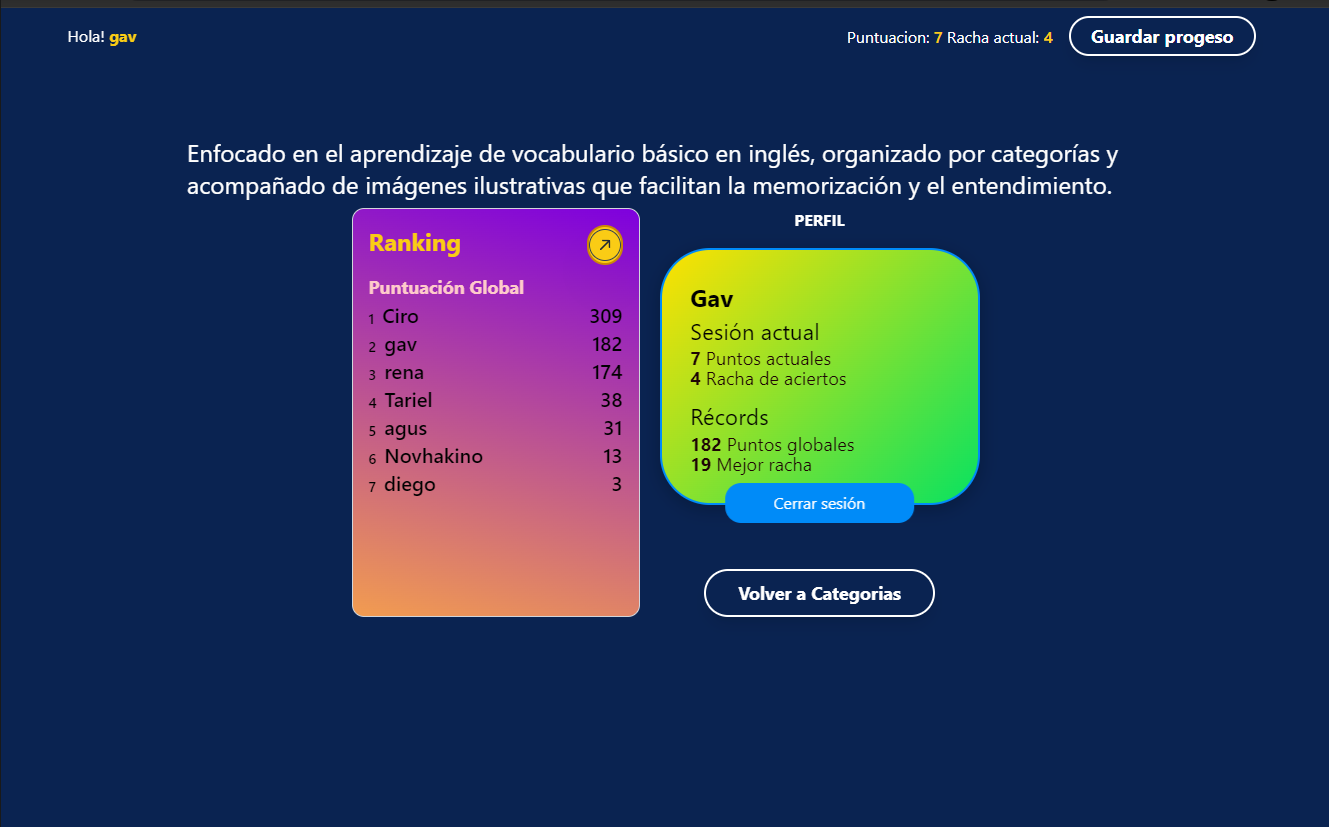 Hola! gav
Puntuacion: 7 Racha actual: 4
Guardar progeso
Enfocado en el aprendizaje de vocabulario básico en inglés, organizado por categorías y
acompañado de imágenes ilustrativas que facilitan la memorización y el entendimiento.
Ranking
Puntuación Global
1 Ciro 309
2 gav 182
3 rena 174
4 Tariel 38
5 agus 31
6 Novhakino 13
7 diego 3
PERFIL
Gav
Sesión actual
7 Puntos actuales
4 Racha de aciertos
Récords
182 Puntos globales
19 Mejor racha
Cerrar sesión
Volver a Categorias